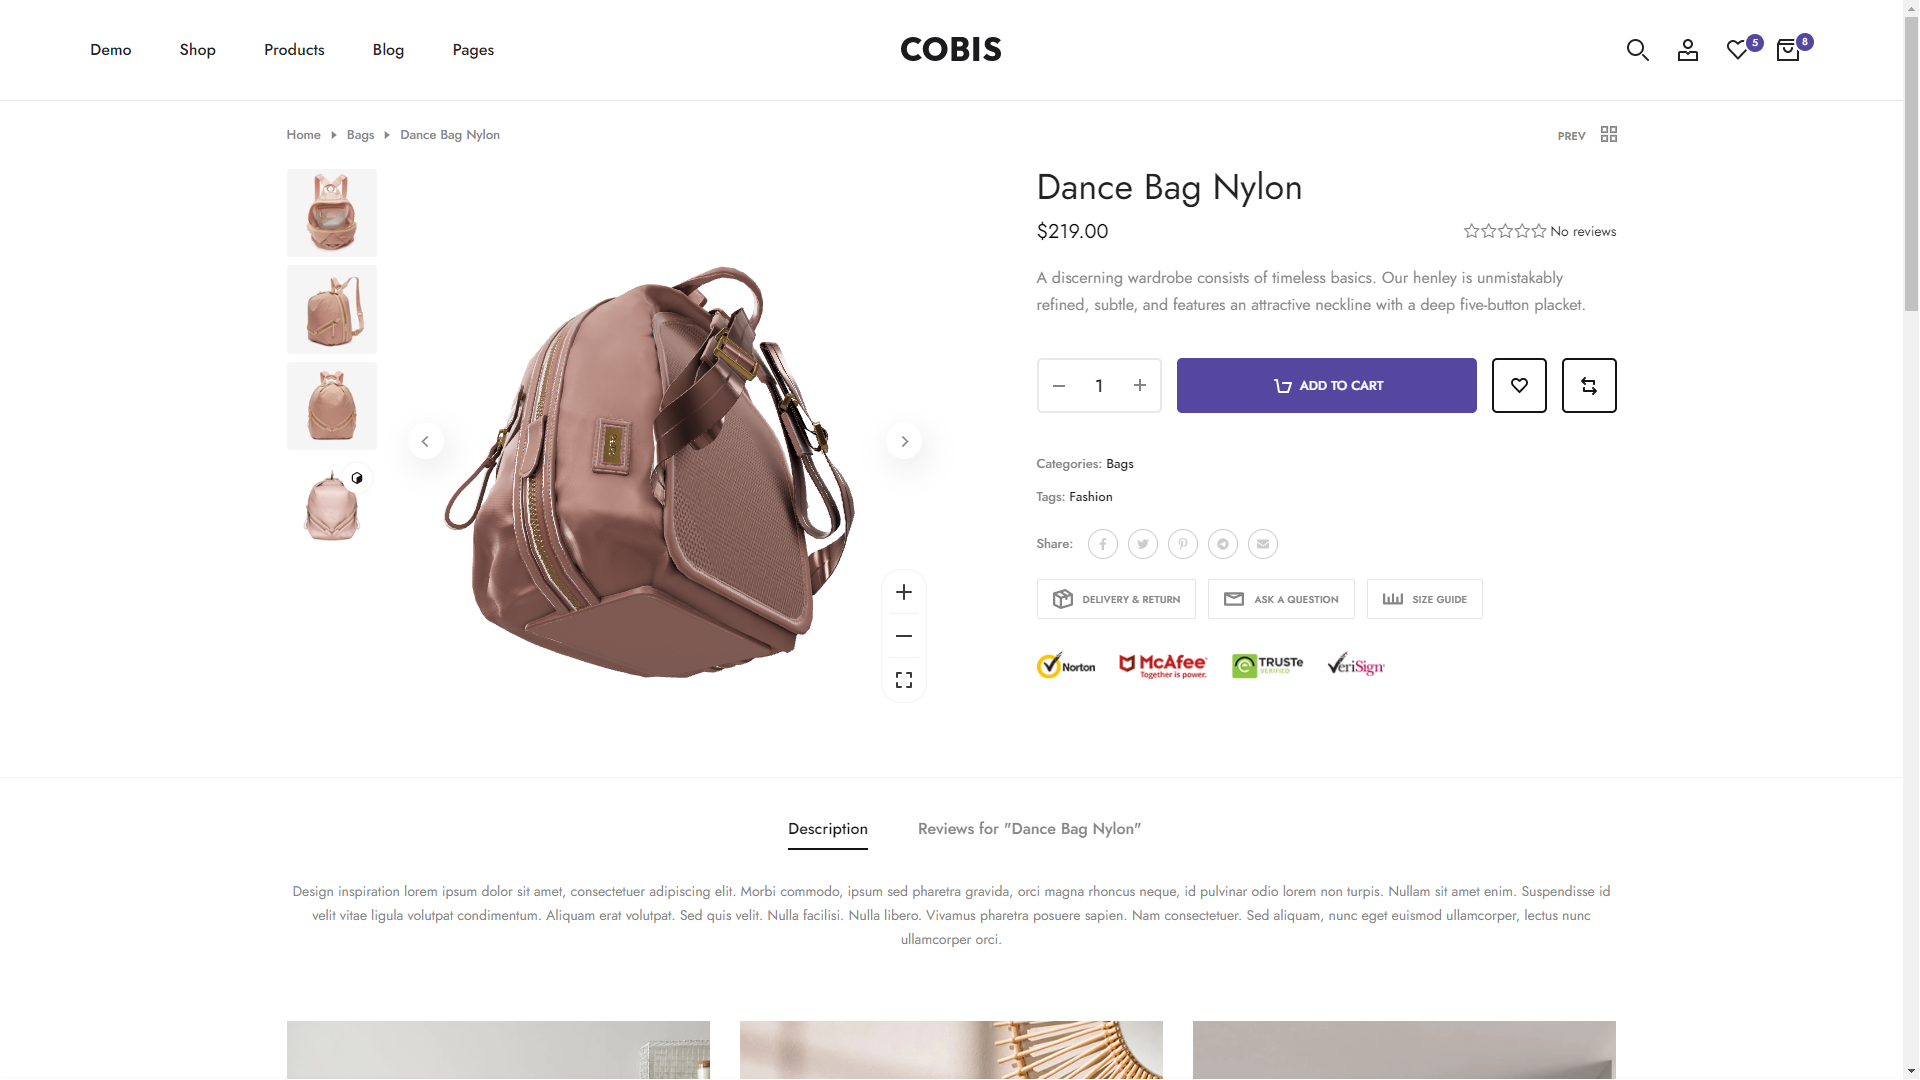 Demo Shop Products Blog Pages COBIS 5 8
Home Bags Dance Bag Nylon PREV
Dance Bag Nylon
$219.00 No reviews
A discerning wardrobe consists of timeless basics. Our henley is unmistakably
refined, subtle, and features an attractive neckline with a deep five-button placket.
1 ADD TO CART
Categories: Bags
Tags: Fashion
Share:
DELIVERY & RETURN ASK A QUESTION SIZE GUIDE
Norton McAfee Together is power. TRUSTe VERIFIED VeriSign
Description Reviews for "Dance Bag Nylon"
Design inspiration lorem ipsum dolor sit amet, consectetuer adipiscing elit. Morbi commodo, ipsum sed pharetra gravida, orci magna rhoncus neque, id pulvinar odio lorem non turpis. Nullam sit amet enim. Suspendisse id
velit vitae ligula volutpat condimentum. Aliquam erat volutpat. Sed quis velit. Nulla facilisi. Nulla libero. Vivamus pharetra posuere sapien. Nam consectetuer. Sed aliquam, nunc eget euismod ullamcorper, lectus nunc
ullamcorper orci.